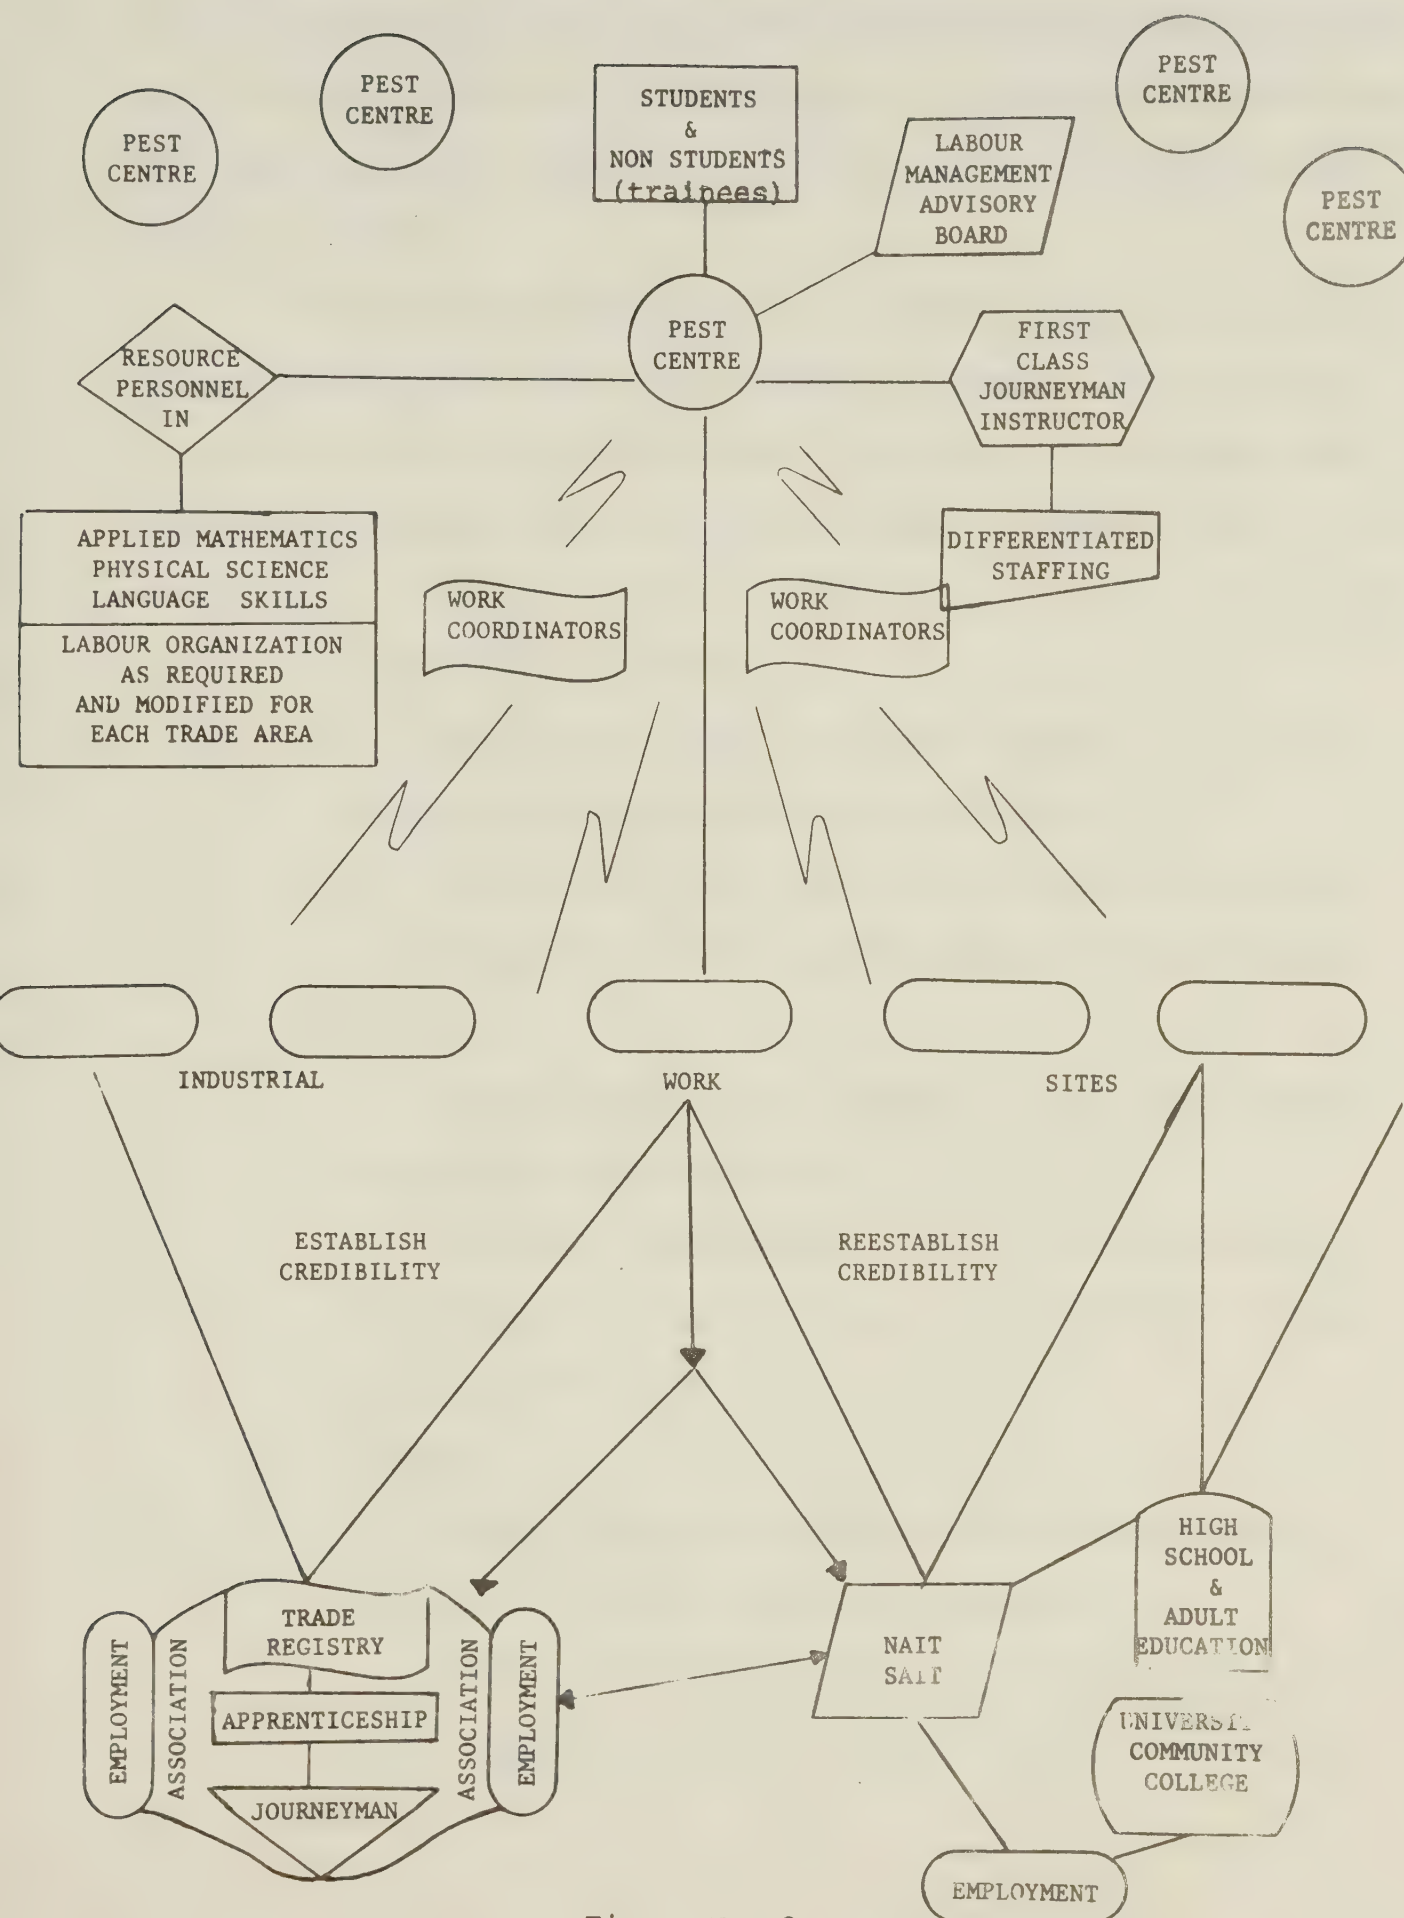 PEST
CENTRE
PEST
CENTRE
STUDENTS
&
NON STUDENTS
(trainees)
PEST
CENTRE
LABOUR
MANAGEMENT
ADVISORY
BOARD
PEST
CENTRE
PEST
CENTRE
RESOURCE
PERSONNEL
IN
FIRST
CLASS
JOURNEYMAN
INSTRUCTOR
APPLIED MATHEMATICS
PHYSICAL SCIENCE
LANGUAGE SKILLS
LABOUR ORGANIZATION
AS REQUIRED
AND MODIFIED FOR
EACH TRADE AREA
DIFFERENTIATED
STAFFING
WORK
COORDINATORS
WORK
COORDINATORS
INDUSTRIAL WORK SITES
ESTABLISH
CREDIBILITY
REESTABLISH
CREDIBILITY
EMPLOYMENT
ASSOCIATION
TRADE
REGISTRY
APPRENTICESHIP
JOURNEYMAN
ASSOCIATION
EMPLOYMENT
NAIT
SAIT
HIGH
SCHOOL
&
ADULT
EDUCATION
COMMUNITY
COLLEGE
EMPLOYMENT